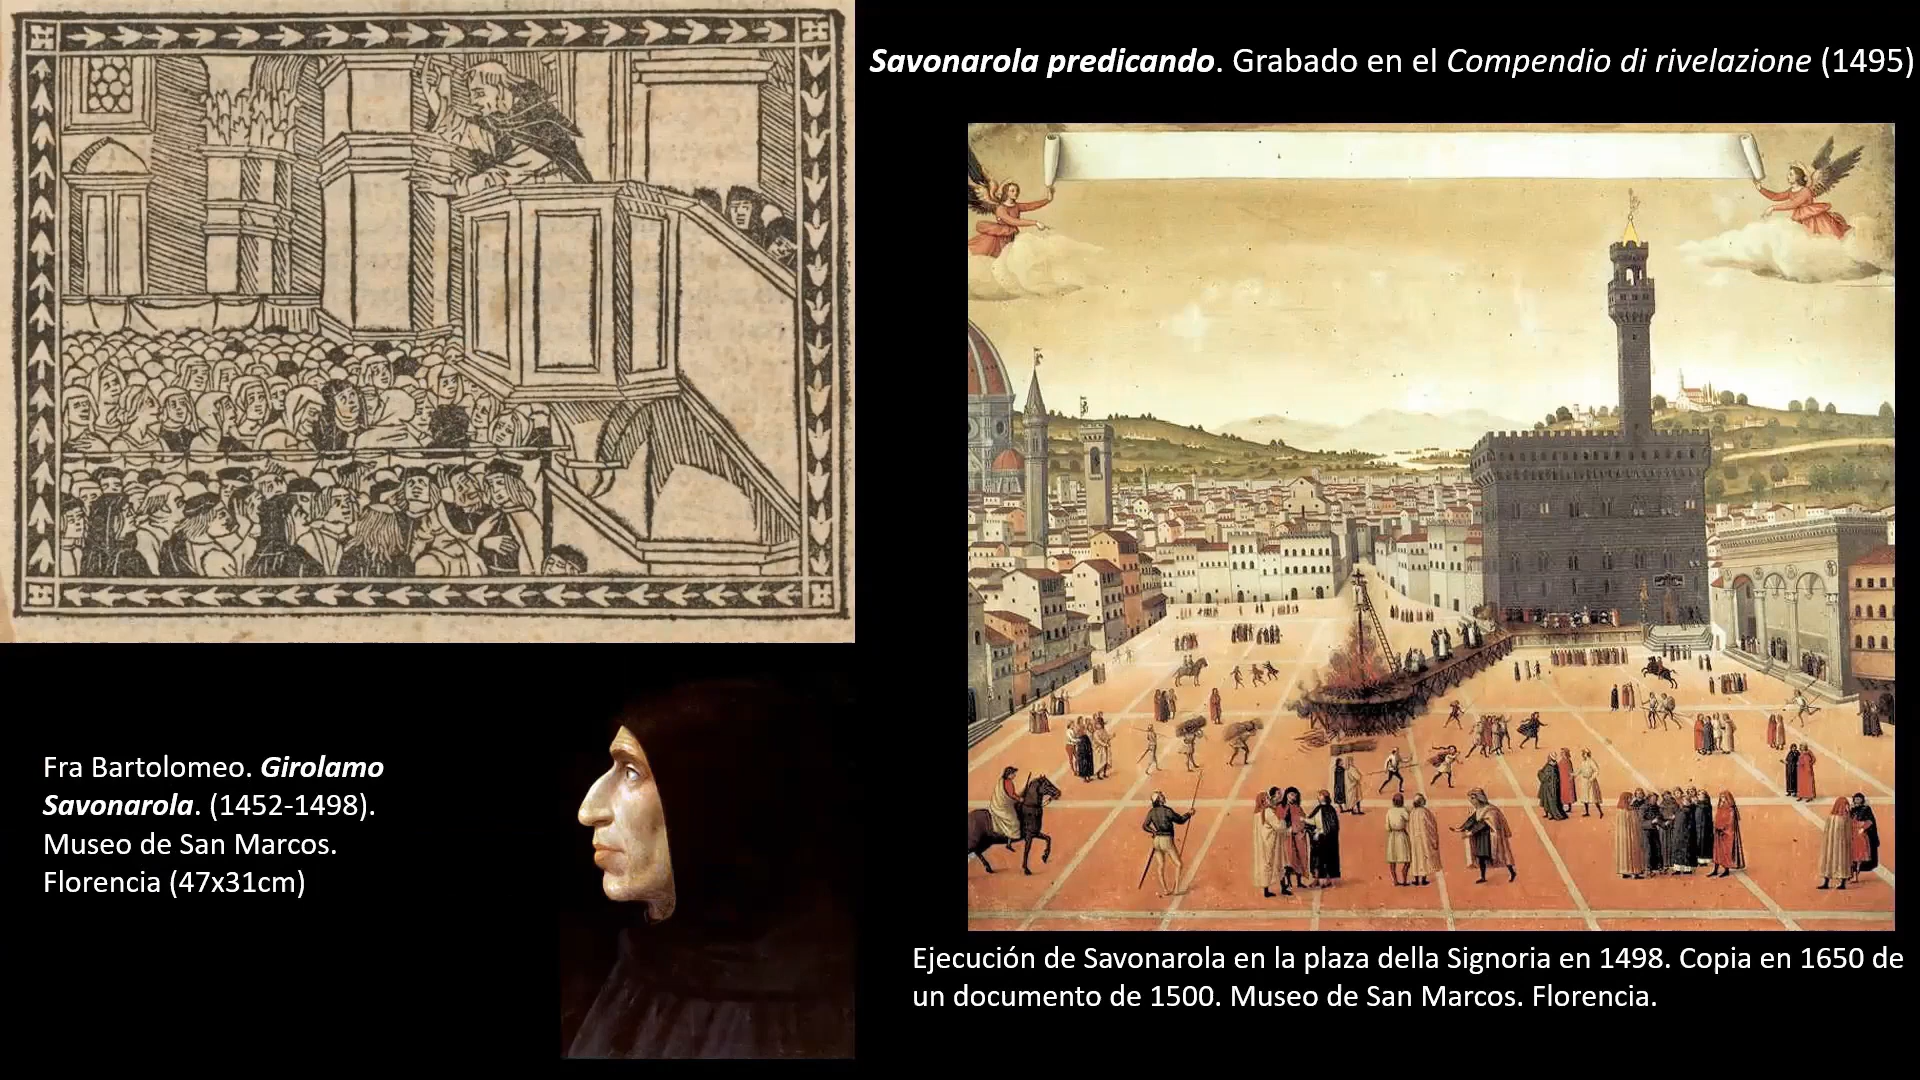 Savonarola predicando. Grabado en el Compendio di rivelazione (1495)
Fra Bartolomeo. Girolamo
Savonarola. (1452-1498).
Museo de San Marcos.
Florencia (47x31cm)
Ejecución de Savonarola en la plaza della Signoria en 1498. Copia en 1650 de
un documento de 1500. Museo de San Marcos. Florencia.